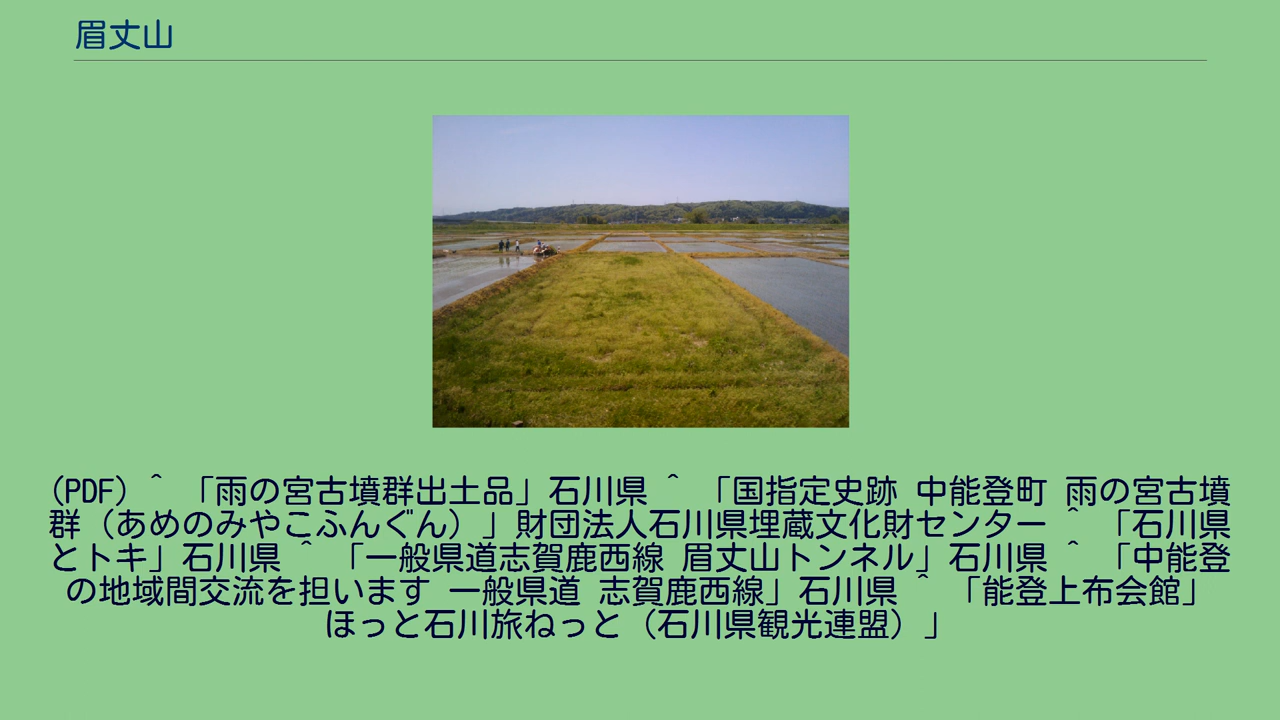 眉丈山
(PDF) ^ 「雨の宮古墳群出土品」石川県 ^ 「国指定史跡 中能登町 雨の宮古墳
群（あめのみやこふんぐん）」財団法人石川県埋蔵文化財センター ^ 「石川県
とトキ」石川県 ^ 「一般県道志賀鹿西線 眉丈山トンネル」石川県 ^ 「中能登
の地域間交流を担います 一般県道 志賀鹿西線」石川県 ^ 「能登上布会館」
ほっと石川旅ねっと（石川県観光連盟）」